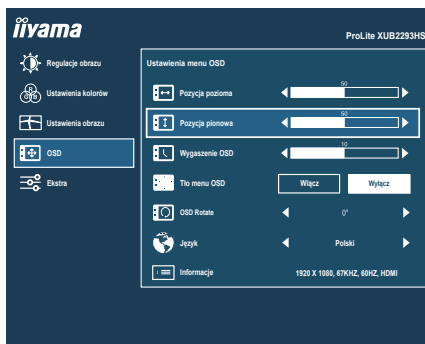 iiyama
ProLite XUB2293HS
Regulacje obrazu
Ustawienia kolorów
Ustawienia obrazu
OSD
Ekstra
Ustawienia menu OSD
Pozycja pozioma 50
Pozycja pionowa 50
Wygaszenie OSD 10
Tło menu OSD Włącz Wyłącz
OSD Rotate 0°
Język Polski
Informacje 1920 X 1080, 67KHZ, 60HZ, HDMI